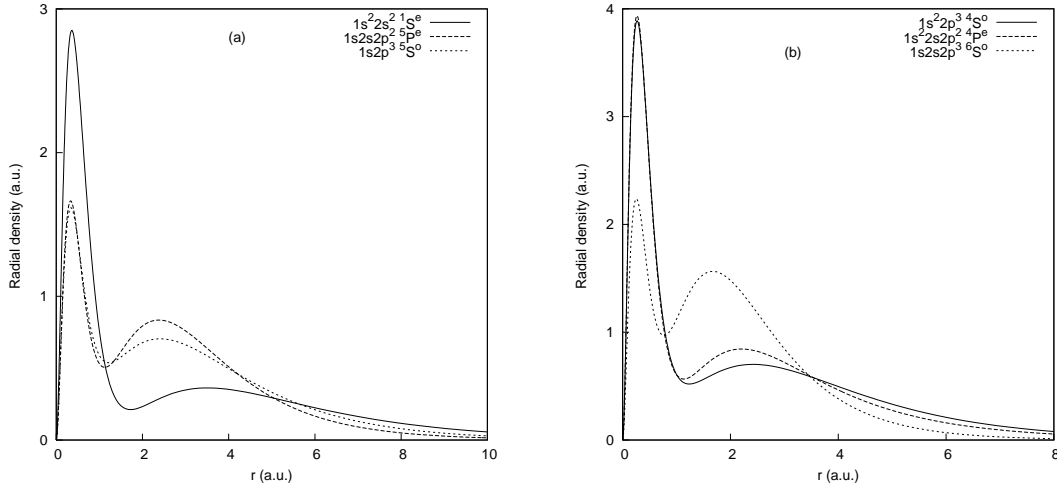 3
2
1
0
0 2 4 6 8 10
Radial density (a.u.)
r (a.u.)
(a)
1s²2s² ¹Sᵉ
1s2s2p² ⁵Pᵉ
1s2p³ ⁵Sᵒ
4
3
2
1
0
0 2 4 6 8
Radial density (a.u.)
r (a.u.)
(b)
1s²2p³ ⁴Sᵒ
1s²2s2p² ⁴Pᵉ
1s2s2p³ ⁶Sᵒ